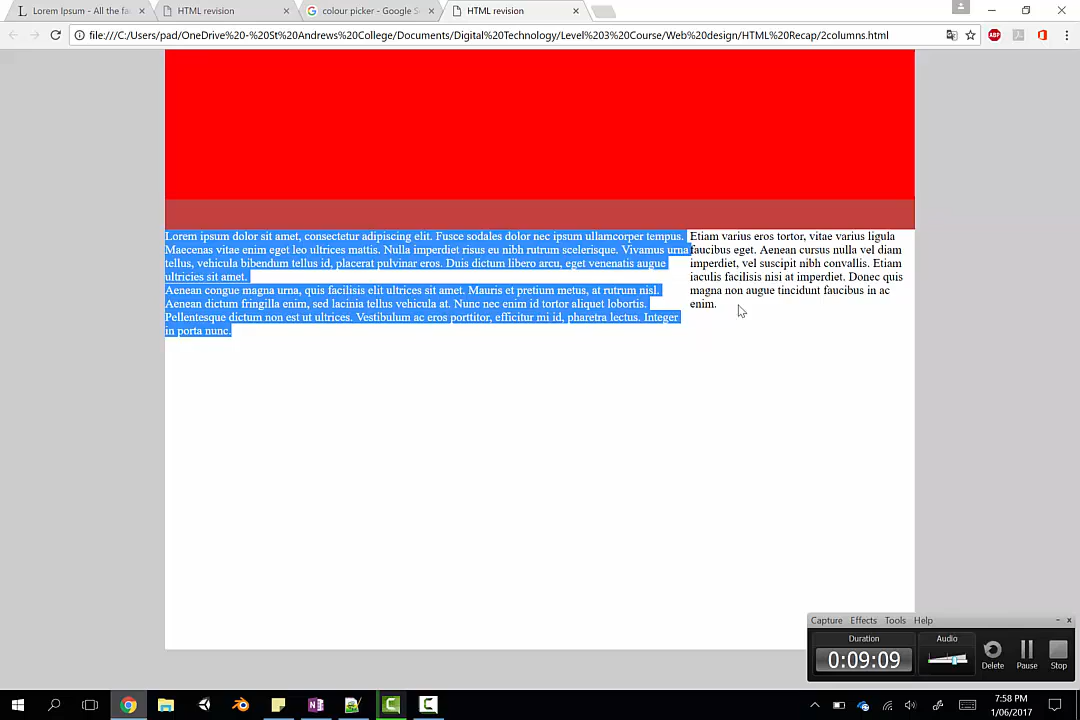 Lorem Ipsum - All the fa
HTML revision
colour picker - Google S
HTML revision
file:///C:/Users/pad/OneDrive%20-%20St%20Andrews%20College/Documents/Digital%20Technology/Level%203%20Course/Web%20design/HTML%20Recap/2columns.html
ABP
Lorem ipsum dolor sit amet, consectetur adipiscing elit. Fusce sodales dolor nec ipsum ullamcorper tempus.
Maecenas vitae enim eget leo ultrices mattis. Nulla imperdiet risus eu nibh rutrum scelerisque. Vivamus urna
tellus, vehicula bibendum tellus id, placerat pulvinar eros. Duis dictum libero arcu, eget venenatis augue
ultricies sit amet.
Aenean congue magna urna, quis facilisis elit ultrices sit amet. Mauris et pretium metus, at rutrum nisl.
Aenean dictum fringilla enim, sed lacinia tellus vehicula at. Nunc nec enim id tortor aliquet lobortis.
Pellentesque dictum non est ut ultrices. Vestibulum ac eros porttitor, efficitur mi id, pharetra lectus. Integer
in porta nunc.
Etiam varius eros tortor, vitae varius ligula
faucibus eget. Aenean cursus nulla vel diam
imperdiet, vel suscipit nibh convallis. Etiam
iaculis facilisis nisi at imperdiet. Donec quis
magna non augue tincidunt faucibus in ac
enim.
Capture Effects Tools Help
Duration
0:09:09
Audio
Delete
Pause
Stop
7:58 PM
1/06/2017